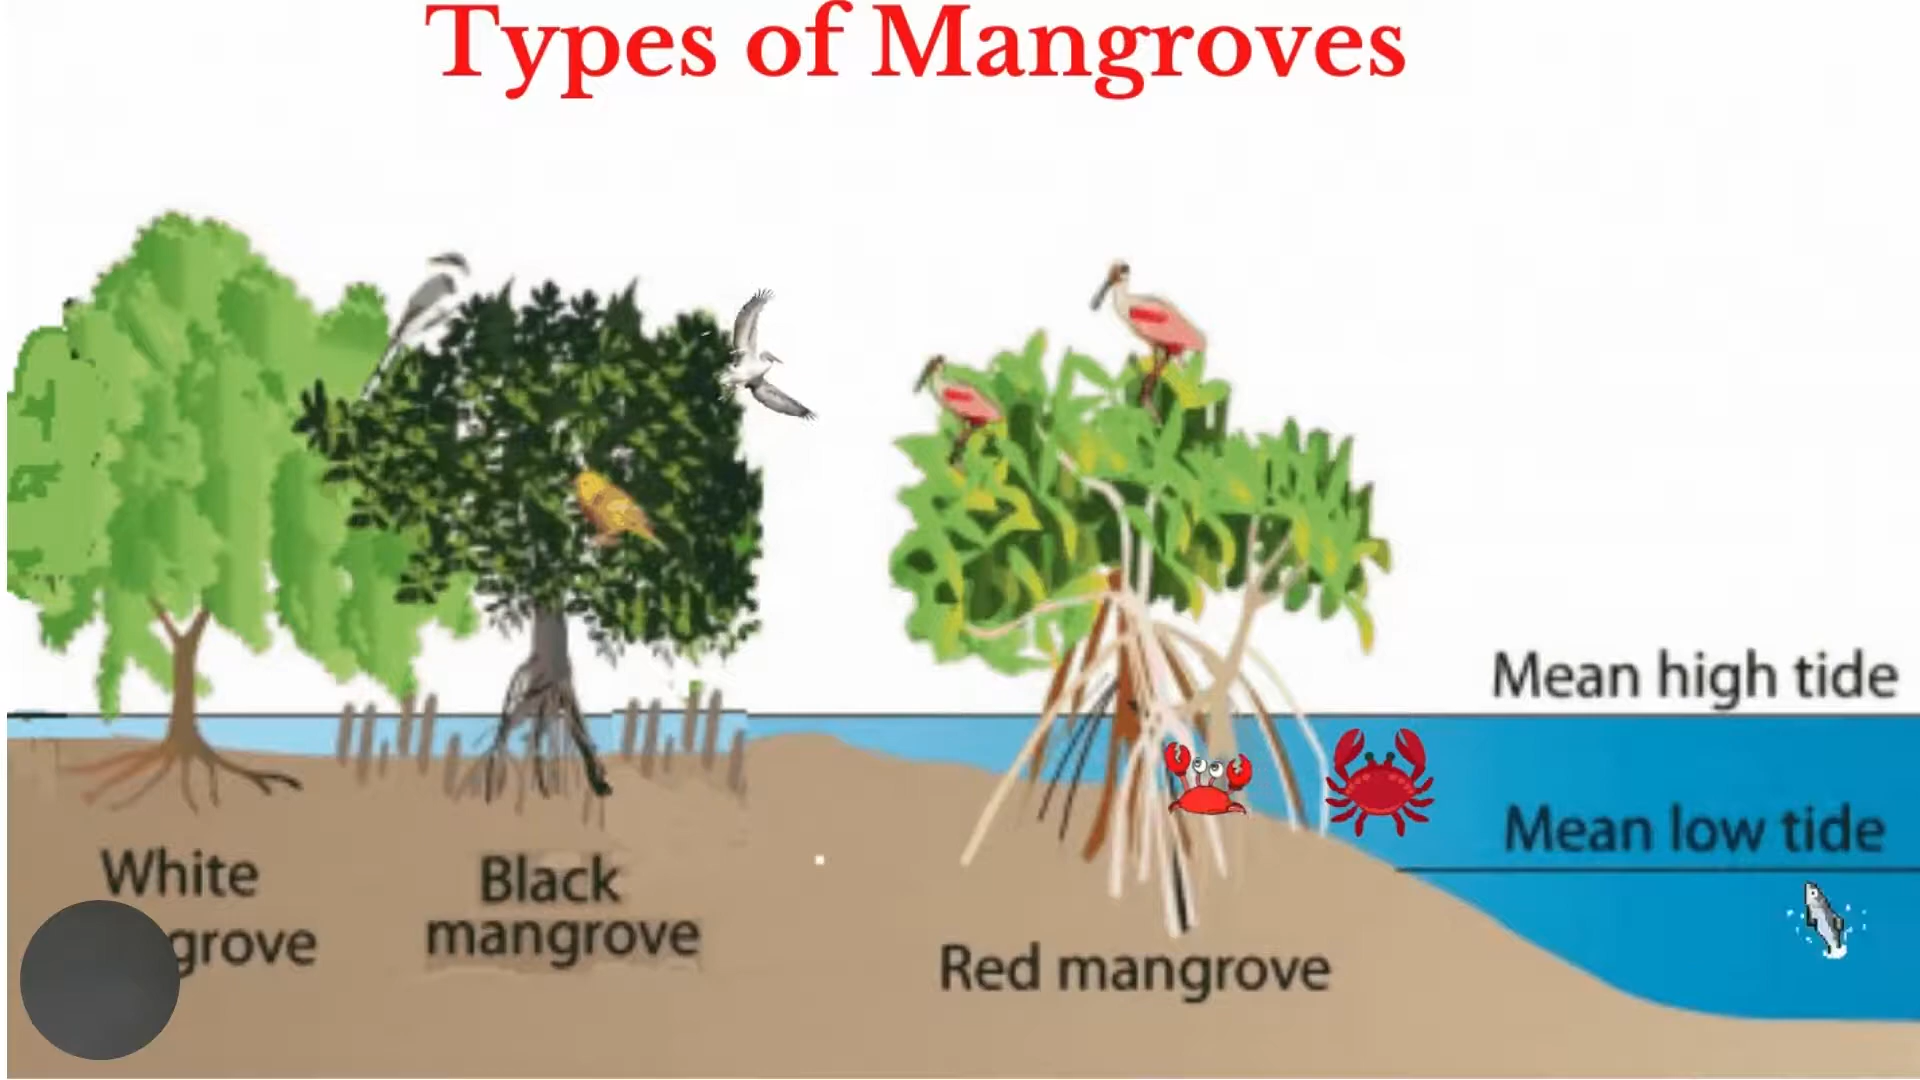 Types of Mangroves
Mean high tide
Mean low tide
White
grove
Black
mangrove
Red mangrove